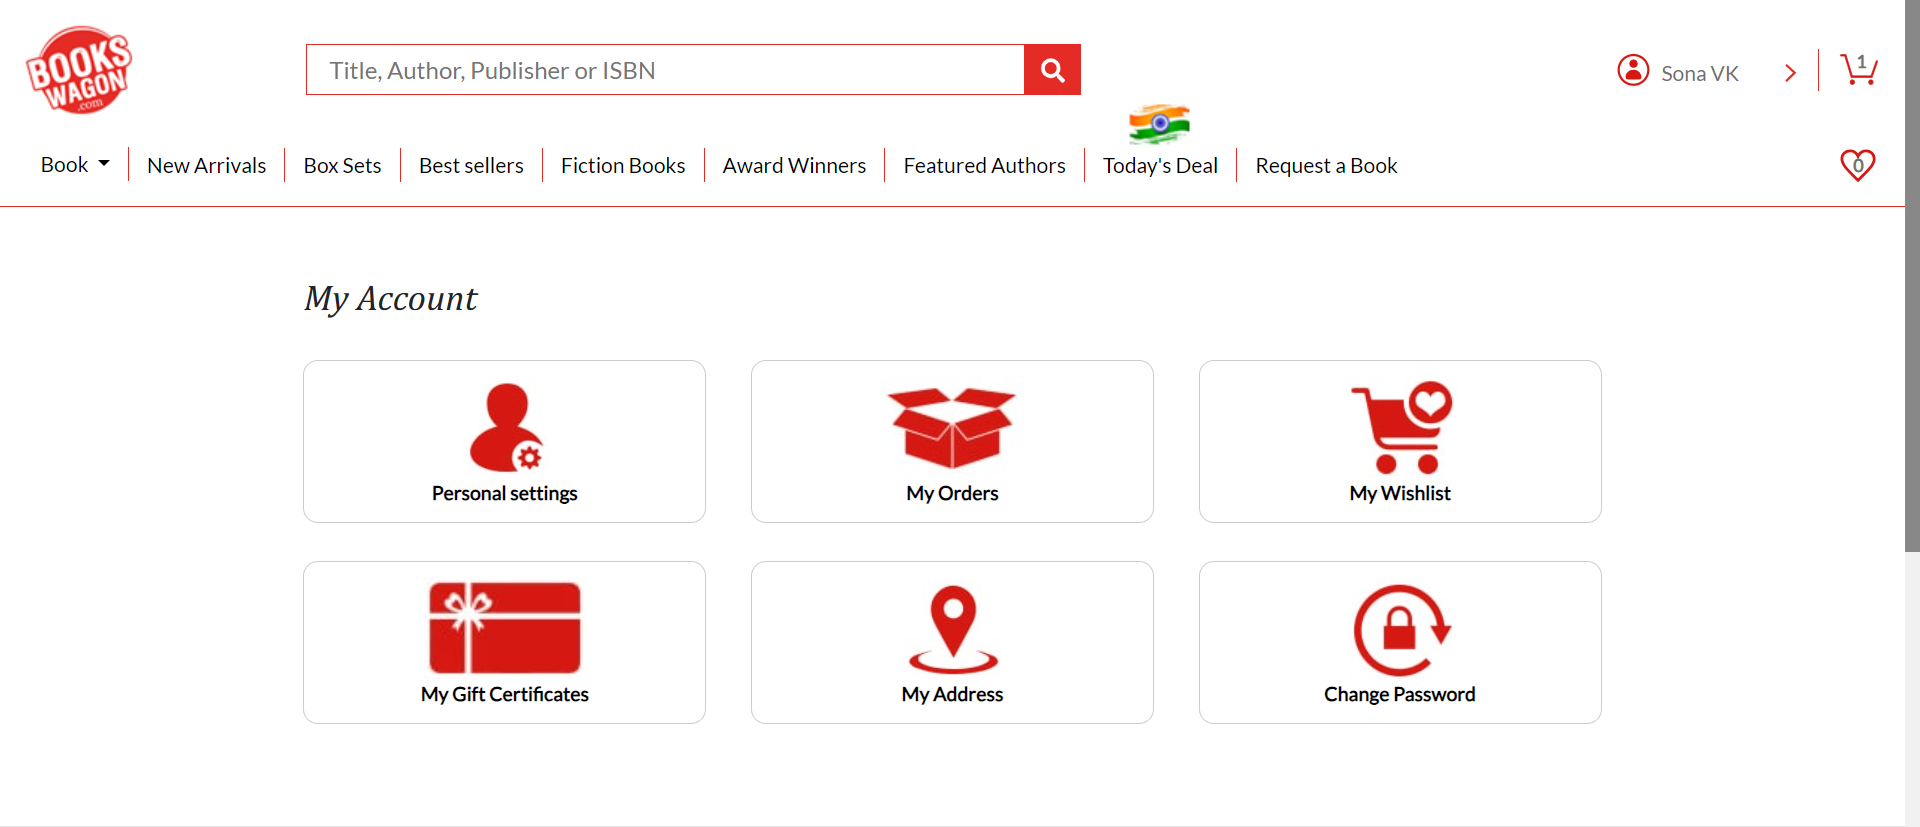 BOOKS
WAGON
.com
Title, Author, Publisher or ISBN
Sona VK
1
Book
New Arrivals
Box Sets
Best sellers
Fiction Books
Award Winners
Featured Authors
Today's Deal
Request a Book
0
My Account
Personal settings
My Orders
My Wishlist
My Gift Certificates
My Address
Change Password